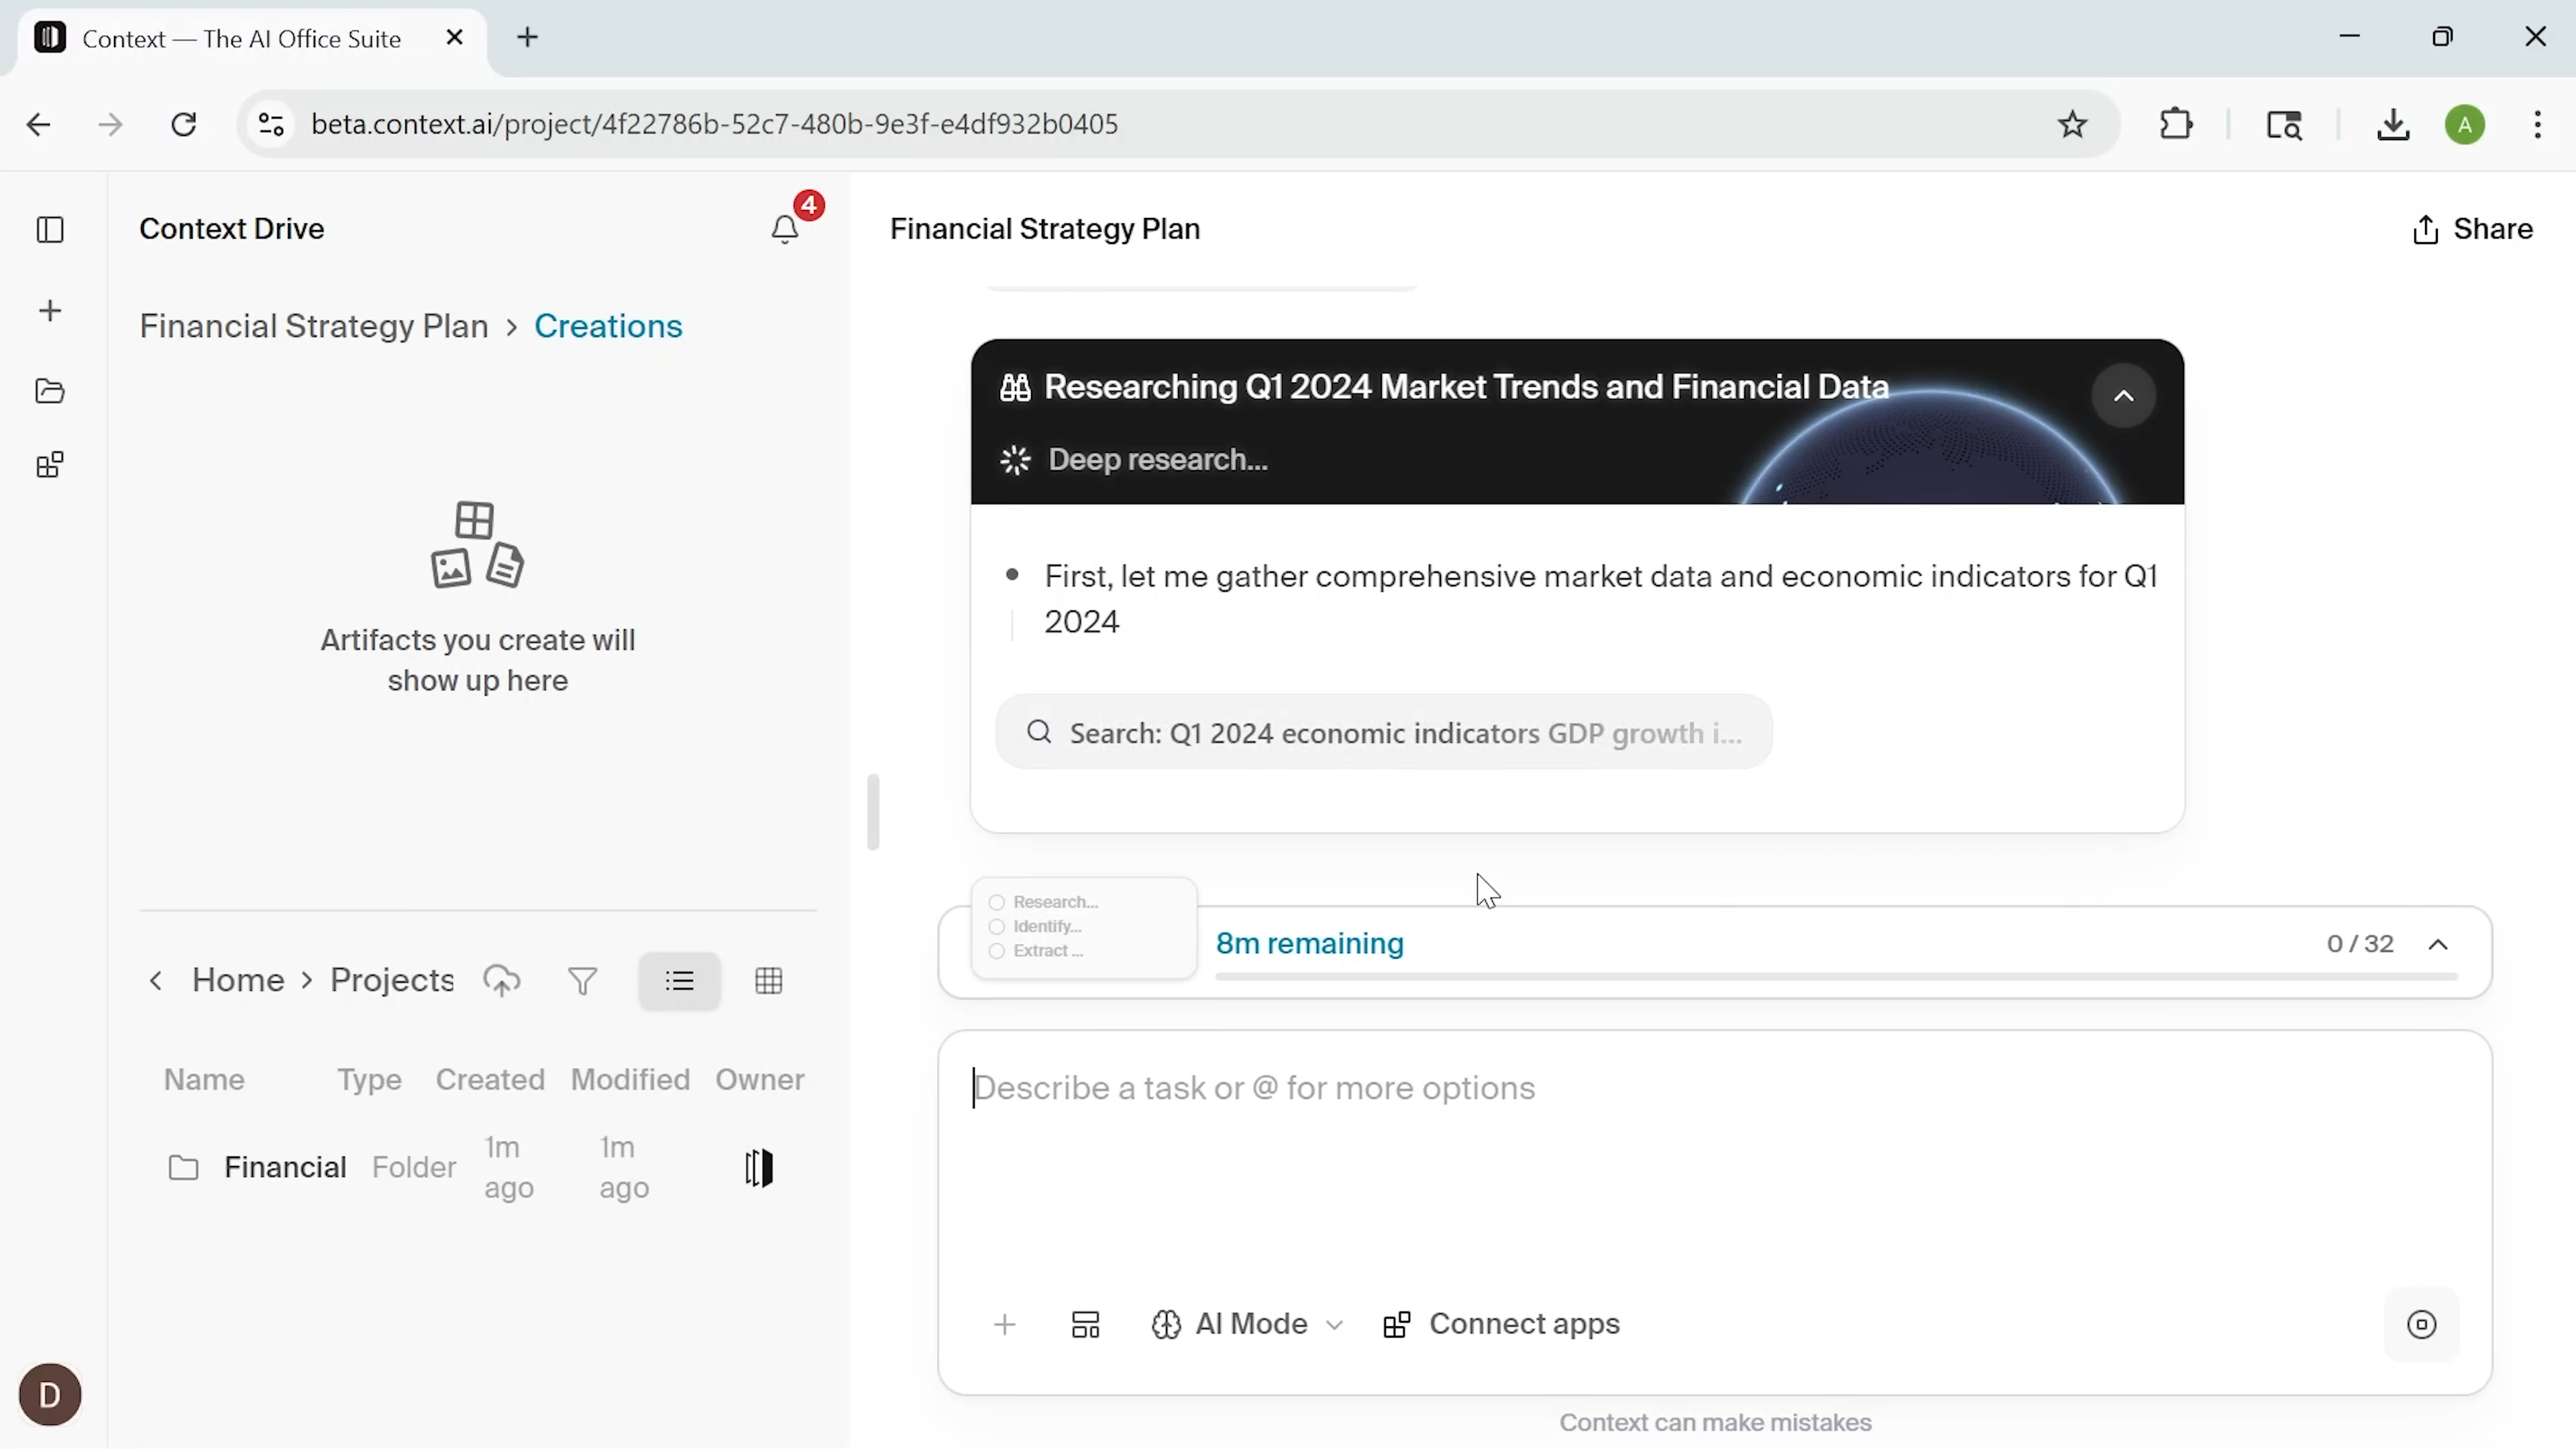 Context — The AI Office Suite
beta.context.ai/project/4f22786b-52c7-480b-9e3f-e4df932b0405
A
Context Drive
4
Financial Strategy Plan > Creations
Artifacts you create will
show up here
Home > Projects
Name Type Created Modified Owner
Financial Folder 1m ago 1m ago
D
Financial Strategy Plan
Share
Researching Q1 2024 Market Trends and Financial Data
Deep research...
First, let me gather comprehensive market data and economic indicators for Q1
2024
Search: Q1 2024 economic indicators GDP growth i...
Research...
Identify...
Extract ...
8m remaining
0 / 32
Describe a task or @ for more options
AI Mode
Connect apps
Context can make mistakes